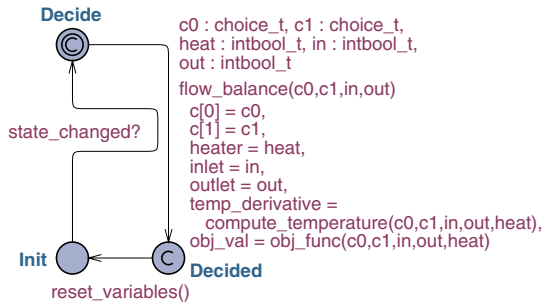 Decide
C
c0 : choice_t, c1 : choice_t,
heat : intbool_t, in : intbool_t,
out : intbool_t
flow_balance(c0,c1,in,out)
c[0] = c0,
c[1] = c1,
heater = heat,
inlet = in,
outlet = out,
temp_derivative =
compute_temperature(c0,c1,in,out,heat),
obj_val = obj_func(c0,c1,in,out,heat)
state_changed?
Init
C
Decided
reset_variables()